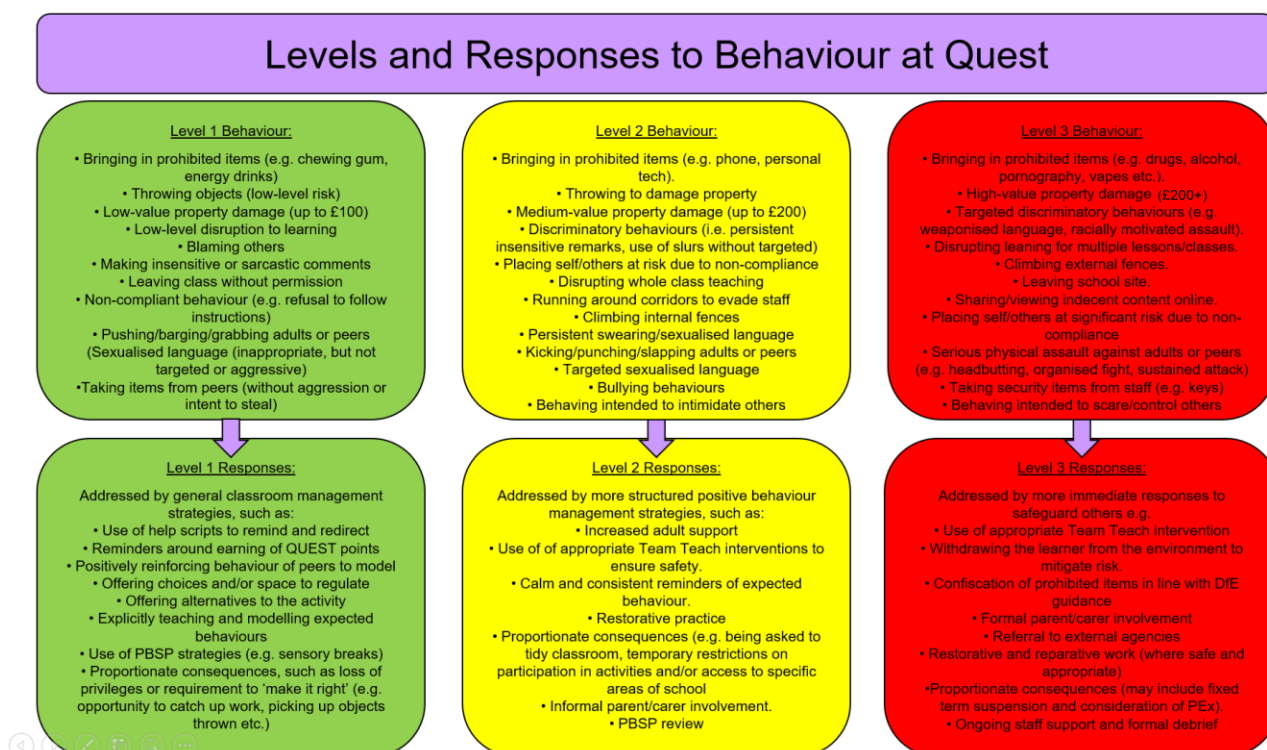 Levels and Responses to Behaviour at Quest
Level 1 Behaviour:
• Bringing in prohibited items (e.g. chewing gum,
energy drinks)
• Throwing objects (low-level risk)
• Low-value property damage (up to £100)
• Low-level disruption to learning
• Blaming others
• Making insensitive or sarcastic comments
• Leaving class without permission
• Non-compliant behaviour (e.g. refusal to follow
instructions)
• Pushing/barging/grabbing adults or peers
(Sexualised language (inappropriate, but not
targeted or aggressive)
•Taking items from peers (without aggression or
intent to steal)
Level 2 Behaviour:
• Bringing in prohibited items (e.g. phone, personal
tech).
• Throwing to damage property
• Medium-value property damage (up to £200)
• Discriminatory behaviours (i.e. persistent
insensitive remarks, use of slurs without targeted)
• Placing self/others at risk due to non-compliance
• Disrupting whole class teaching
• Running around corridors to evade staff
• Climbing internal fences
• Persistent swearing/sexualised language
• Kicking/punching/slapping adults or peers
• Targeted sexualised language
• Bullying behaviours
• Behaving intended to intimidate others
Level 3 Behaviour:
• Bringing in prohibited items (e.g. drugs, alcohol,
pornography, vapes etc.).
• High-value property damage (£200+)
• Targeted discriminatory behaviours (e.g.
weaponised language, racially motivated assault).
• Disrupting leaning for multiple lessons/classes.
• Climbing external fences.
• Leaving school site.
• Sharing/viewing indecent content online.
• Placing self/others at significant risk due to non-
compliance
• Serious physical assault against adults or peers
(e.g. headbutting, organised fight, sustained attack)
• Taking security items from staff (e.g. keys)
• Behaving intended to scare/control others
Level 1 Responses:
Addressed by general classroom management
strategies, such as:
• Use of help scripts to remind and redirect
• Reminders around earning of QUEST points
• Positively reinforcing behaviour of peers to model
• Offering choices and/or space to regulate
• Offering alternatives to the activity
• Explicitly teaching and modelling expected
behaviours
• Use of PBSP strategies (e.g. sensory breaks)
• Proportionate consequences, such as loss of
privileges or requirement to ‘make it right’ (e.g.
opportunity to catch up work, picking up objects
thrown etc.)
Level 2 Responses:
Addressed by more structured positive behaviour
management strategies, such as:
• Increased adult support
• Use of of appropriate Team Teach interventions to
ensure safety.
• Calm and consistent reminders of expected
behaviour.
• Restorative practice
• Proportionate consequences (e.g. being asked to
tidy classroom, temporary restrictions on
participation in activities and/or access to specific
areas of school
• Informal parent/carer involvement.
• PBSP review
Level 3 Responses:
Addressed by more immediate responses to
safeguard others e.g.
• Use of appropriate Team Teach intervention
• Withdrawing the learner from the environment to
mitigate risk.
• Confiscation of prohibited items in line with DfE
guidance
• Formal parent/carer involvement
• Referral to external agencies
• Restorative and reparative work (where safe and
appropriate)
•Proportionate consequences (may include fixed
term suspension and consideration of PEx).
• Ongoing staff support and formal debrief